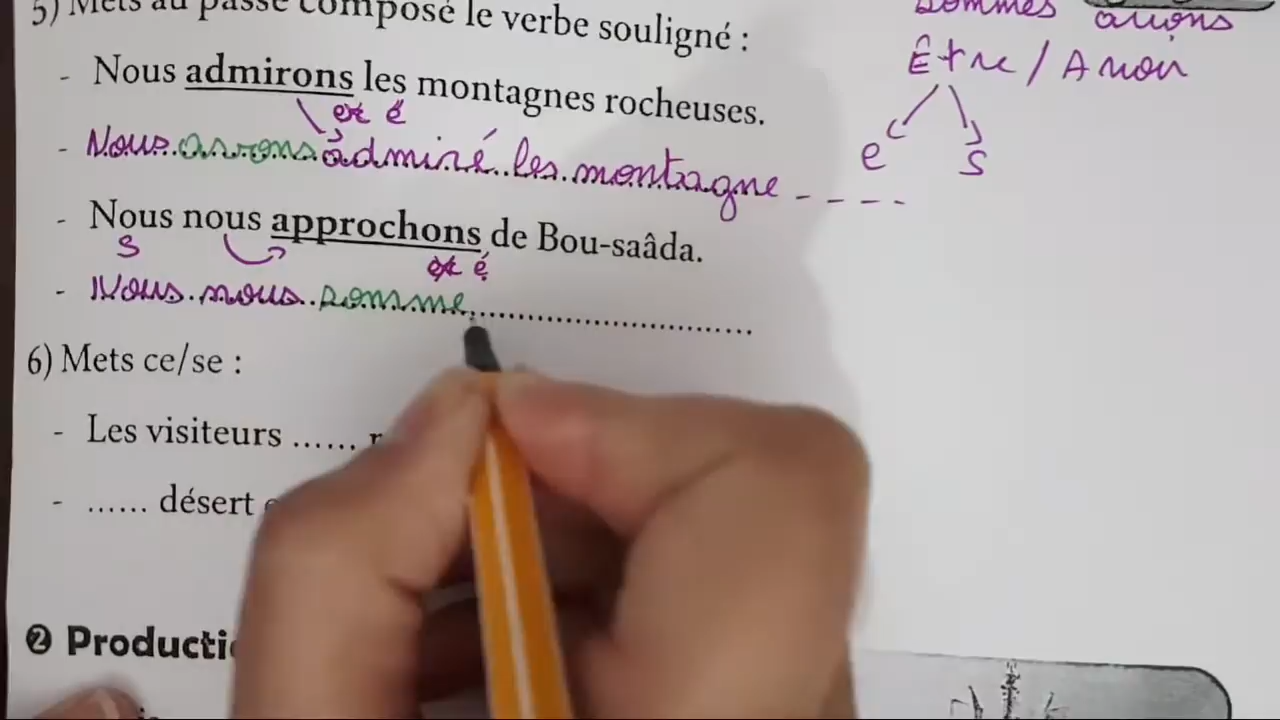 5) Mets au passé composé le verbe souligné :
sommes avons
Être / Avoir
e s
- Nous admirons les montagnes rocheuses.
er é
- Nous avons admiré les montagne - - - -
- Nous nous approchons de Bou-saâda.
s er é
- Nous nous somme
6) Mets ce/se :
- Les visiteurs ......
- ...... désert
❷ Producti